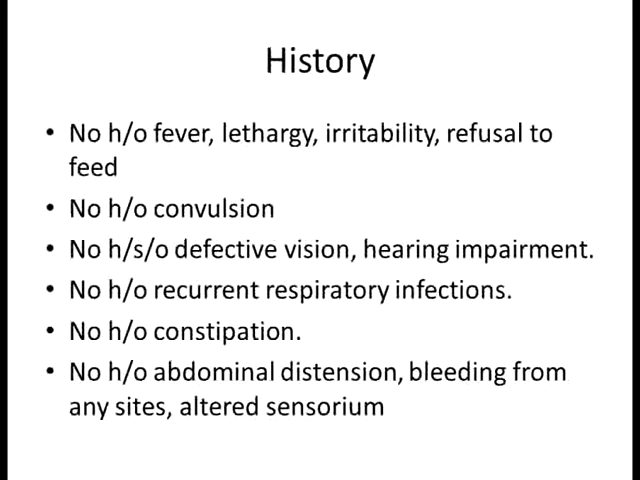 History
• No h/o fever, lethargy, irritability, refusal to
feed
• No h/o convulsion
• No h/s/o defective vision, hearing impairment.
• No h/o recurrent respiratory infections.
• No h/o constipation.
• No h/o abdominal distension, bleeding from
any sites, altered sensorium